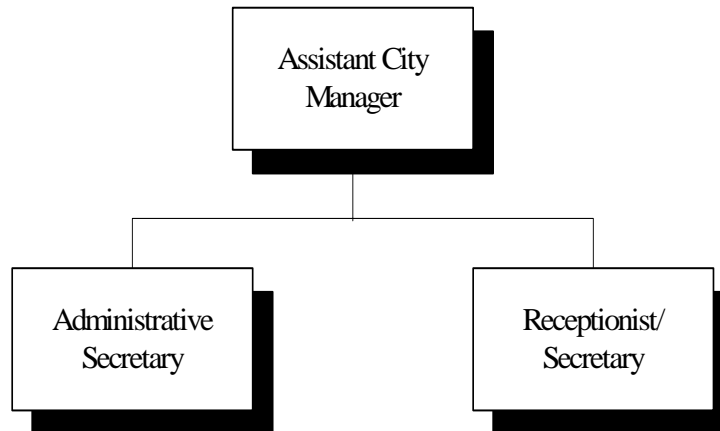 Assistant City
Manager
Administrative
Secretary
Receptionist/
Secretary